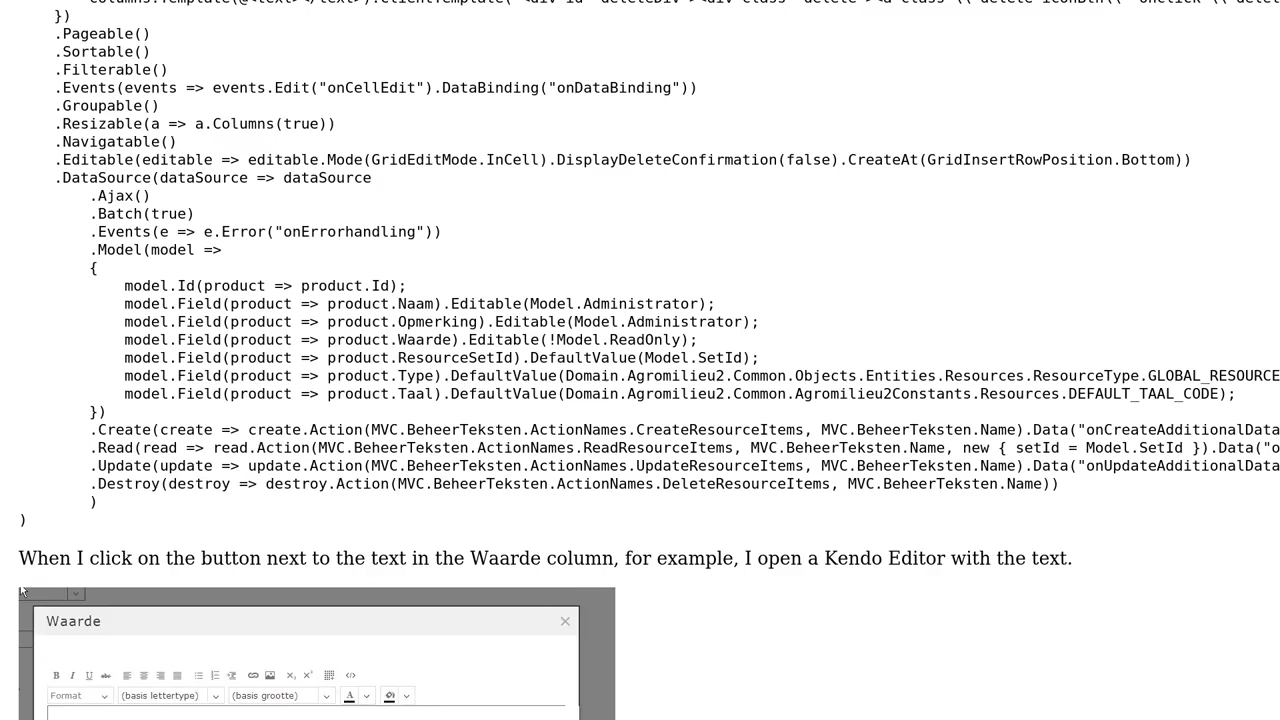 })
.Pageable()
.Sortable()
.Filterable()
.Events(events => events.Edit("onCellEdit").DataBinding("onDataBinding"))
.Groupable()
.Resizable(a => a.Columns(true))
.Navigatable()
.Editable(editable => editable.Mode(GridEditMode.InCell).DisplayDeleteConfirmation(false).CreateAt(GridInsertRowPosition.Bottom))
.DataSource(dataSource => dataSource
.Ajax()
.Batch(true)
.Events(e => e.Error("onErrorhandling"))
.Model(model =>
{
model.Id(product => product.Id);
model.Field(product => product.Naam).Editable(Model.Administrator);
model.Field(product => product.Opmerking).Editable(Model.Administrator);
model.Field(product => product.Waarde).Editable(!Model.ReadOnly);
model.Field(product => product.ResourceSetId).DefaultValue(Model.SetId);
model.Field(product => product.Type).DefaultValue(Domain.Agromilieu2.Common.Objects.Entities.Resources.ResourceType.GLOBAL_RESOURCE
model.Field(product => product.Taal).DefaultValue(Domain.Agromilieu2.Common.Agromilieu2Constants.Resources.DEFAULT_TAAL_CODE);
})
.Create(create => create.Action(MVC.BeheerTeksten.ActionNames.CreateResourceItems, MVC.BeheerTeksten.Name).Data("onCreateAdditionalData
.Read(read => read.Action(MVC.BeheerTeksten.ActionNames.ReadResourceItems, MVC.BeheerTeksten.Name, new { setId = Model.SetId }).Data("o
.Update(update => update.Action(MVC.BeheerTeksten.ActionNames.UpdateResourceItems, MVC.BeheerTeksten.Name).Data("onUpdateAdditionalData
.Destroy(destroy => destroy.Action(MVC.BeheerTeksten.ActionNames.DeleteResourceItems, MVC.BeheerTeksten.Name))
)
)
When I click on the button next to the text in the Waarde column, for example, I open a Kendo Editor with the text.
Waarde
Format (basis lettertype) (basis grootte)